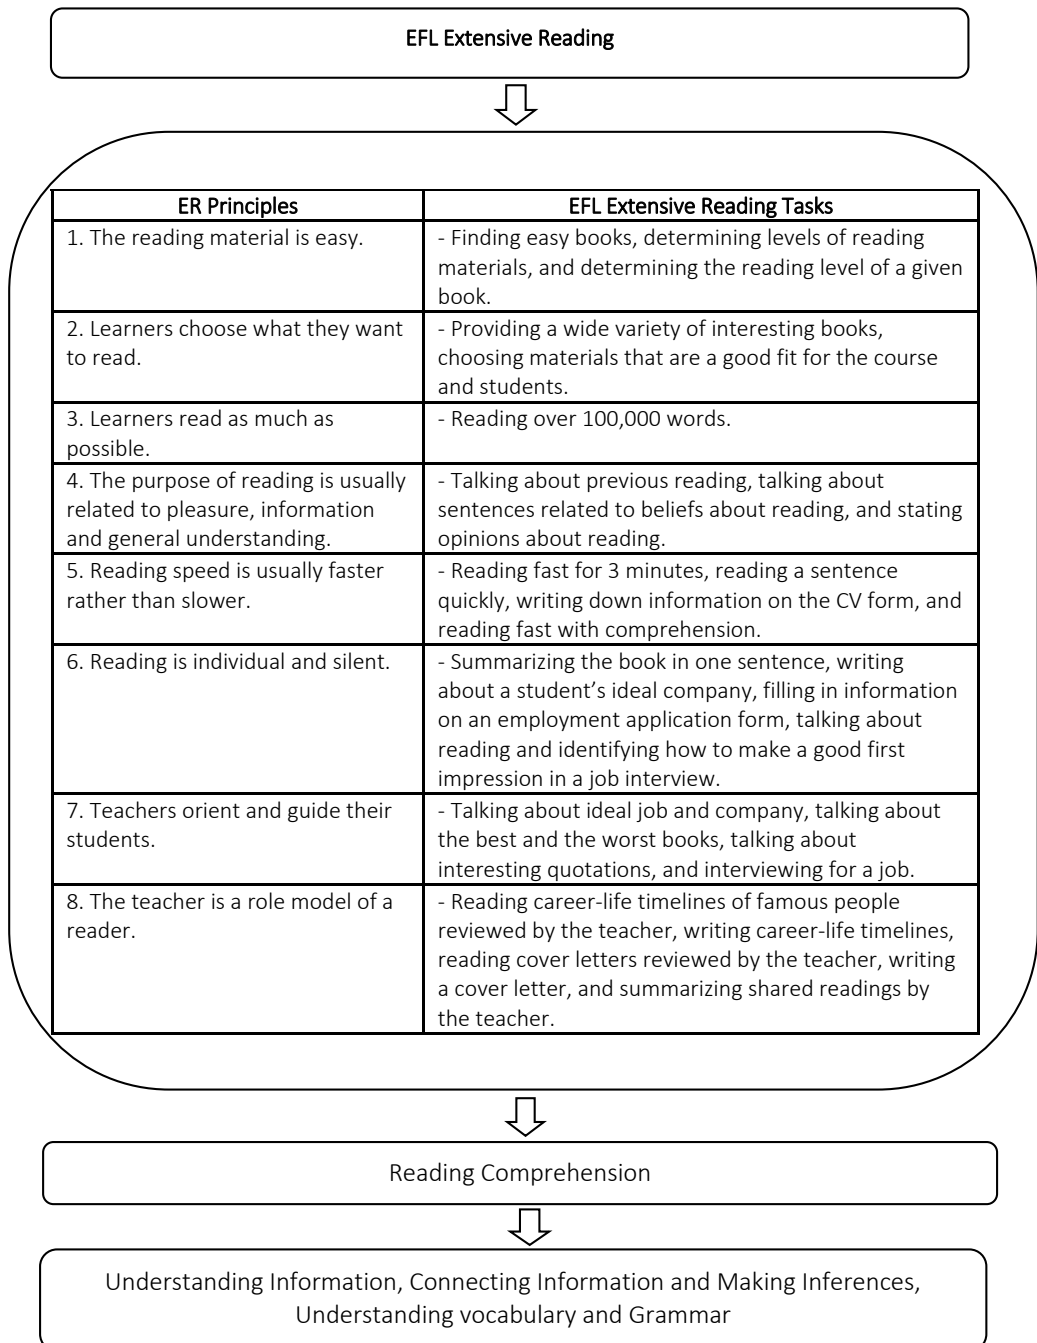 EFL Extensive Reading
ER Principles
EFL Extensive Reading Tasks
1. The reading material is easy.
- Finding easy books, determining levels of reading
materials, and determining the reading level of a given
book.
2. Learners choose what they want
to read.
- Providing a wide variety of interesting books,
choosing materials that are a good fit for the course
and students.
3. Learners read as much as
possible.
- Reading over 100,000 words.
4. The purpose of reading is usually
related to pleasure, information
and general understanding.
- Talking about previous reading, talking about
sentences related to beliefs about reading, and stating
opinions about reading.
5. Reading speed is usually faster
rather than slower.
- Reading fast for 3 minutes, reading a sentence
quickly, writing down information on the CV form, and
reading fast with comprehension.
6. Reading is individual and silent.
- Summarizing the book in one sentence, writing
about a student’s ideal company, filling in information
on an employment application form, talking about
reading and identifying how to make a good first
impression in a job interview.
7. Teachers orient and guide their
students.
- Talking about ideal job and company, talking about
the best and the worst books, talking about
interesting quotations, and interviewing for a job.
8. The teacher is a role model of a
reader.
- Reading career-life timelines of famous people
reviewed by the teacher, writing career-life timelines,
reading cover letters reviewed by the teacher, writing
a cover letter, and summarizing shared readings by
the teacher.
Reading Comprehension
Understanding Information, Connecting Information and Making Inferences,
Understanding vocabulary and Grammar